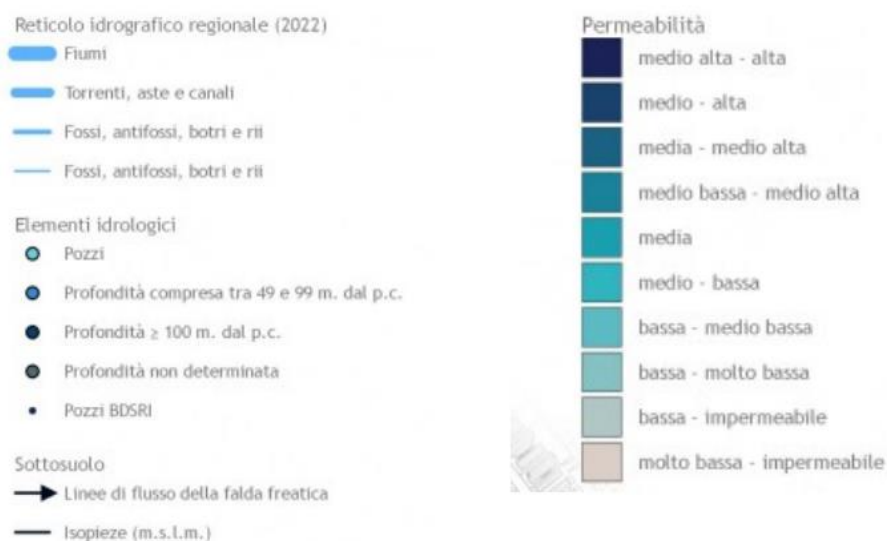 Reticolo idrografico regionale (2022)
Fiumi
Torrenti, aste e canali
Fossi, antifossi, botri e rii
Fossi, antifossi, botri e rii
Elementi idrologici
Pozzi
Profondità compresa tra 49 e 99 m. dal p.c.
Profondità ≥ 100 m. dal p.c.
Profondità non determinata
Pozzi BDSRI
Sottosuolo
Linee di flusso della falda freatica
Isopieze (m.s.l.m.)
Permeabilità
medio alta - alta
medio - alta
media - medio alta
medio bassa - medio alta
media
medio - bassa
bassa - medio bassa
bassa - molto bassa
bassa - impermeabile
molto bassa - impermeabile